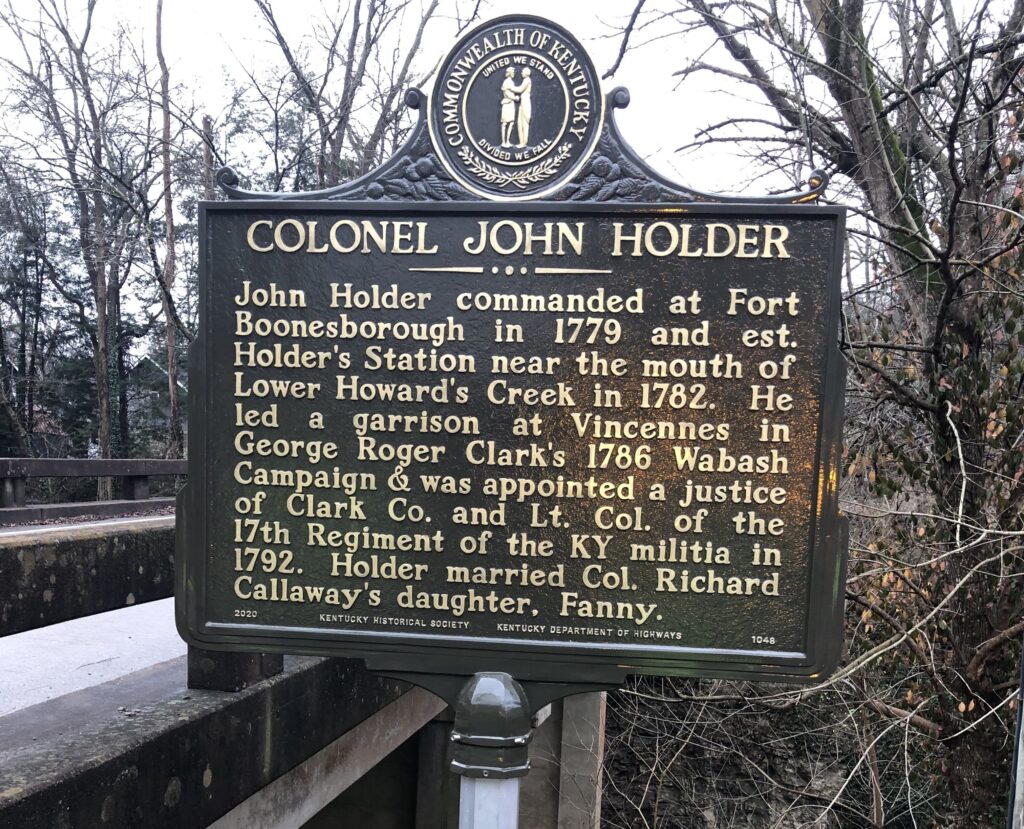 COMMONWEALTH OF KENTUCKY
UNITED WE STAND
DIVIDED WE FALL
COLONEL JOHN HOLDER
John Holder commanded at Fort
Boonesborough in 1779 and est.
Holder's Station near the mouth of
Lower Howard's Creek in 1782. He
led a garrison at Vincennes in
George Roger Clark's 1786 Wabash
Campaign & was appointed a justice
of Clark Co. and Lt. Col. of the
17th Regiment of the KY militia in
1792. Holder married Col. Richard
Callaway's daughter, Fanny.
2020 KENTUCKY HISTORICAL SOCIETY KENTUCKY DEPARTMENT OF HIGHWAYS 1048